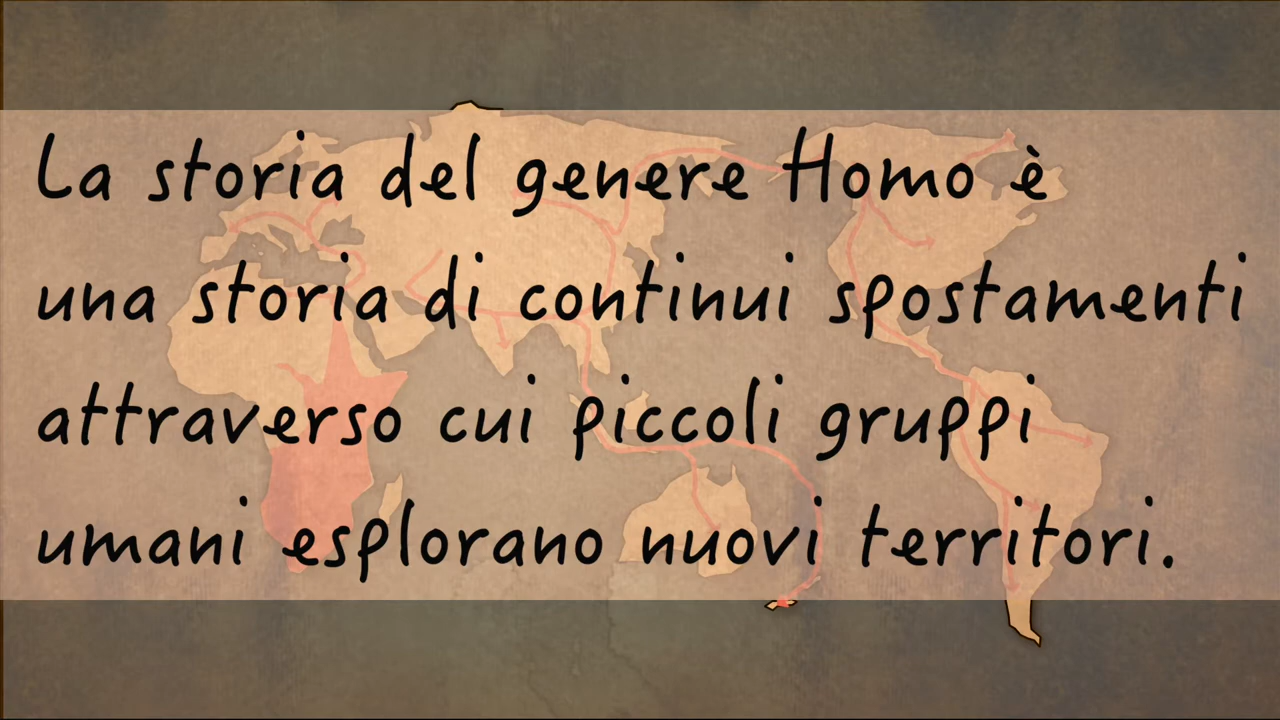 La storia del genere Homo è
una storia di continui spostamenti
attraverso cui piccoli gruppi
umani esplorano nuovi territori.